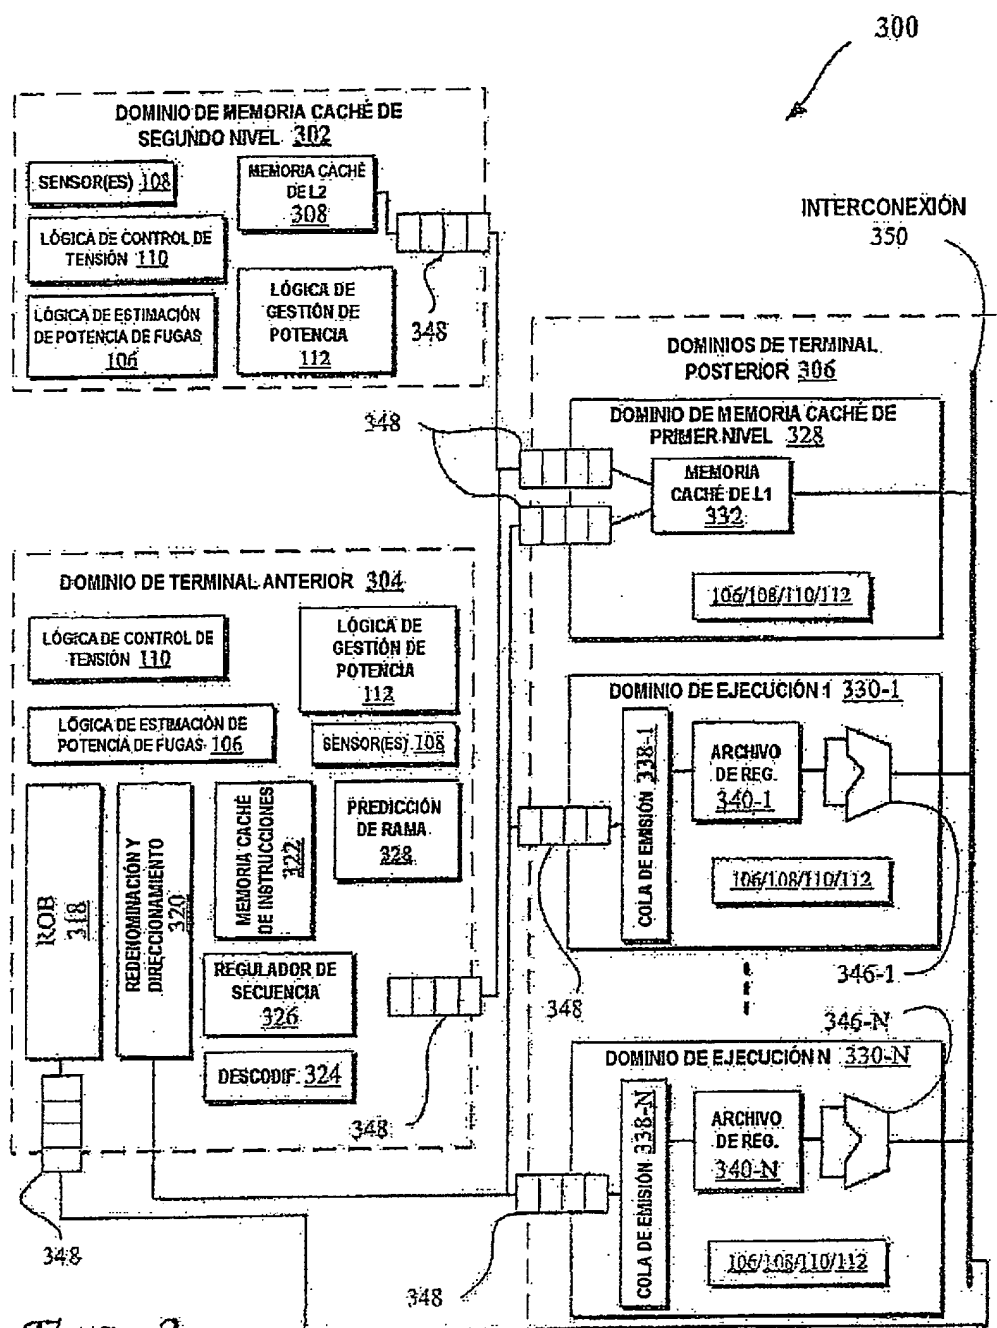 300
DOMINIO DE MEMORIA CACHÉ DE
SEGUNDO NIVEL 302
SENSOR(ES) 108
MEMORIA CACHÉ
DE L2
308
LÓGICA DE CONTROL DE
TENSIÓN 110
LÓGICA DE ESTIMACIÓN
DE POTENCIA DE FUGAS
106
LÓGICA DE
GESTIÓN DE
POTENCIA
112
348
INTERCONEXIÓN
350
DOMINIOS DE TERMINAL
POSTERIOR 306
348
DOMINIO DE MEMORIA CACHÉ DE
PRIMER NIVEL 328
MEMORIA
CACHÉ DE L1
332
106/108/110/112
DOMINIO DE TERMINAL ANTERIOR 304
LÓGICA DE CONTROL DE
TENSIÓN 110
LÓGICA DE
GESTIÓN DE
POTENCIA
112
LÓGICA DE ESTIMACIÓN DE
POTENCIA DE FUGAS 106
SENSOR(ES) 108
ROB
318
REDENOMINACIÓN Y
DIRECCIONAMIENTO
320
MEMORIA CACHÉ
DE INSTRUCCIONES
322
PREDICCIÓN
DE RAMA
328
REGULADOR DE
SECUENCIA
326
DESCODIF. 324
348
348
DOMINIO DE EJECUCIÓN 1 330-1
COLA DE EMISIÓN 338-1
ARCHIVO
DE REG.
340-1
106/108/110/112
348
346-1
346-N
DOMINIO DE EJECUCIÓN N 330-N
COLA DE EMISIÓN 338-N
ARCHIVO
DE REG.
340-N
106/108/110/112
348